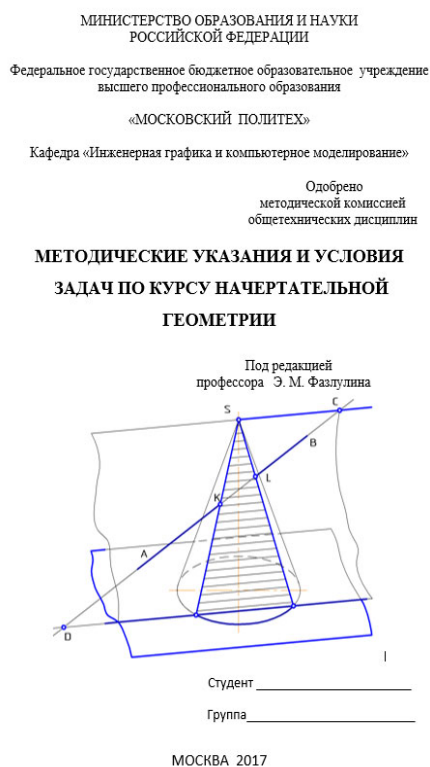 МИНИСТЕРСТВО ОБРАЗОВАНИЯ И НАУКИ
РОССИЙСКОЙ ФЕДЕРАЦИИ
Федеральное государственное бюджетное образовательное учреждение
высшего профессионального образования
«МОСКОВСКИЙ ПОЛИТЕХ»
Кафедра «Инженерная графика и компьютерное моделирование»
Одобрено
методической комиссией
общетехнических дисциплин
МЕТОДИЧЕСКИЕ УКАЗАНИЯ И УСЛОВИЯ
ЗАДАЧ ПО КУРСУ НАЧЕРТАТЕЛЬНОЙ
ГЕОМЕТРИИ
Под редакцией
профессора Э. М. Фазлулина
S
C
B
L
K
A
D
Студент
Группа
МОСКВА 2017